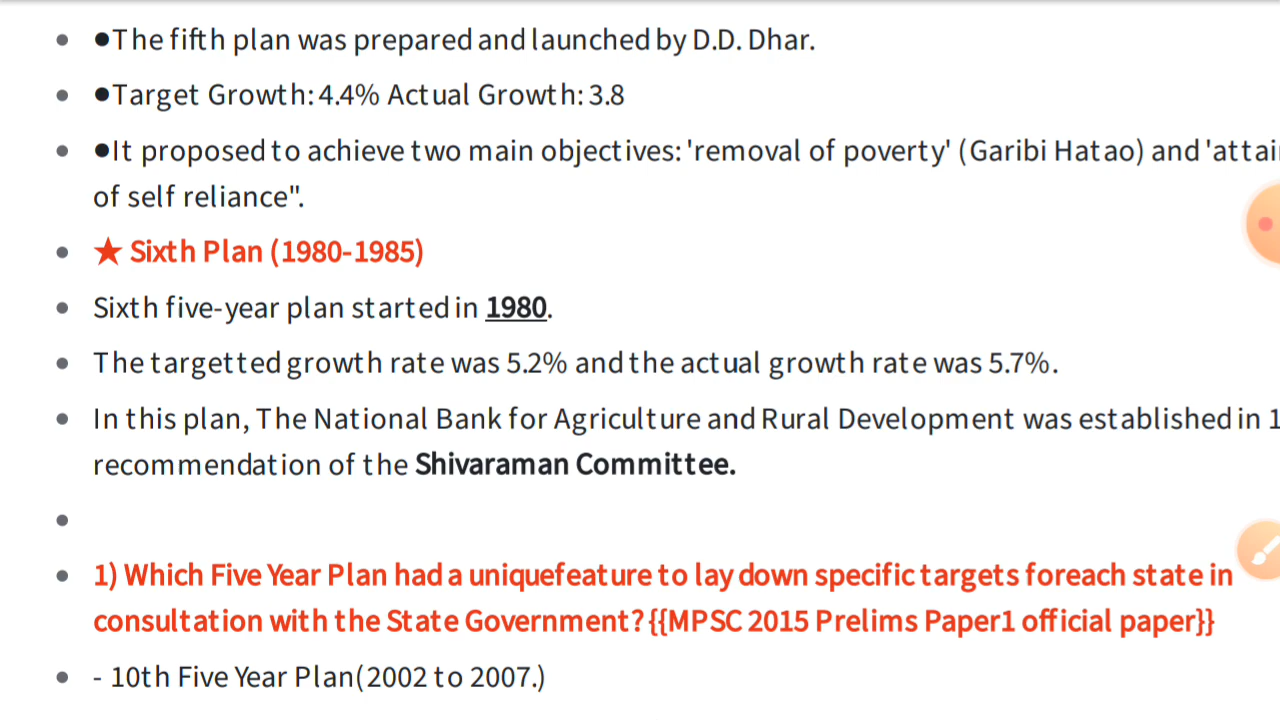 ●The fifth plan was prepared and launched by D.D. Dhar.
●Target Growth: 4.4% Actual Growth: 3.8
●It proposed to achieve two main objectives: 'removal of poverty' (Garibi Hatao) and
of self reliance".
★ Sixth Plan (1980-1985)
Sixth five-year plan started in 1980.
The targetted growth rate was 5.2% and the actual growth rate was 5.7%.
In this plan, The National Bank for Agriculture and Rural Development was established in
recommendation of the Shivaraman Committee.
1) Which Five Year Plan had a uniquefeature to lay down specific targets foreach state in
consultation with the State Government? {{MPSC 2015 Prelims Paper1 official paper}}
- 10th Five Year Plan(2002 to 2007.)